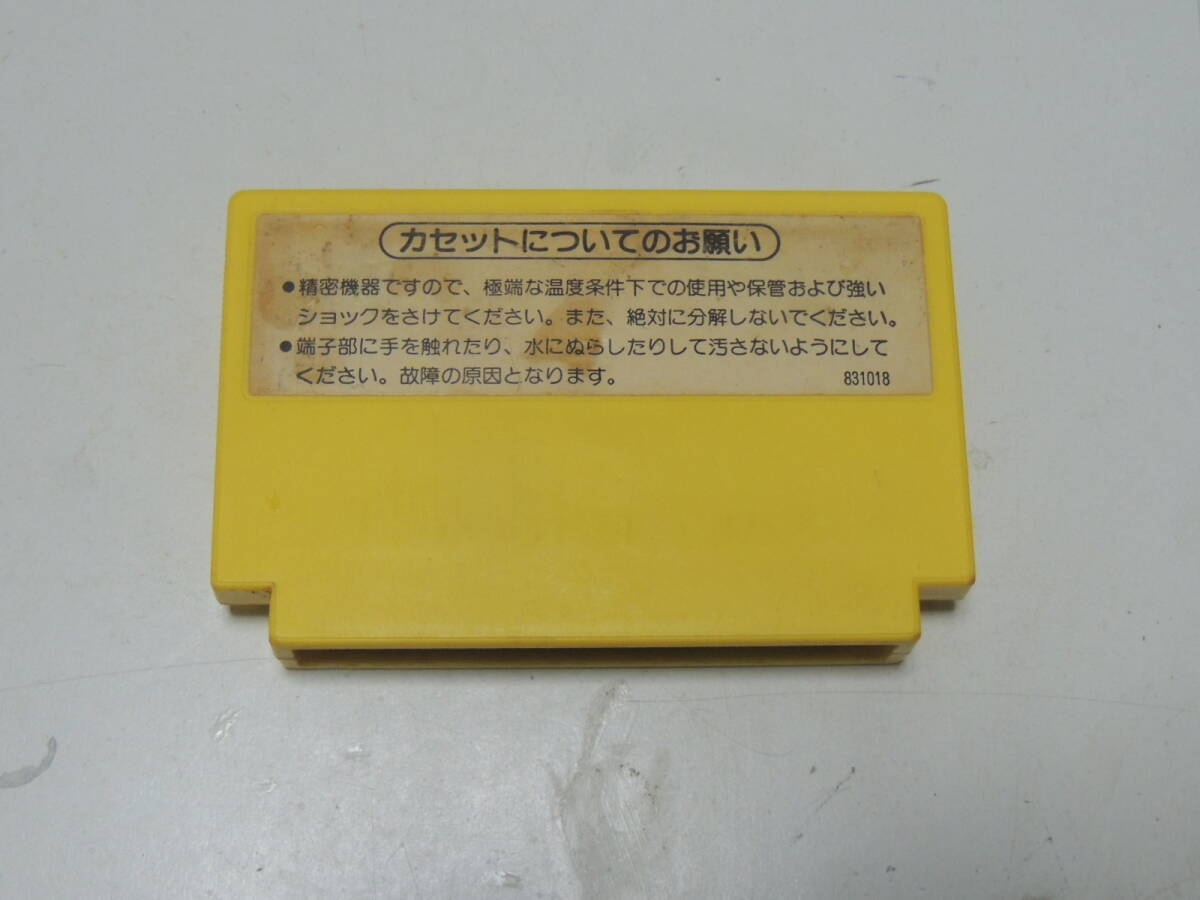 カセットについてのお願い
●精密機器ですので、極端な温度条件下での使用や保管および強い
ショックをさけてください。また、絶対に分解しないでください。
●端子部に手を触れたり、水にぬらしたりして汚さないようにして
ください。故障の原因となります。 831018